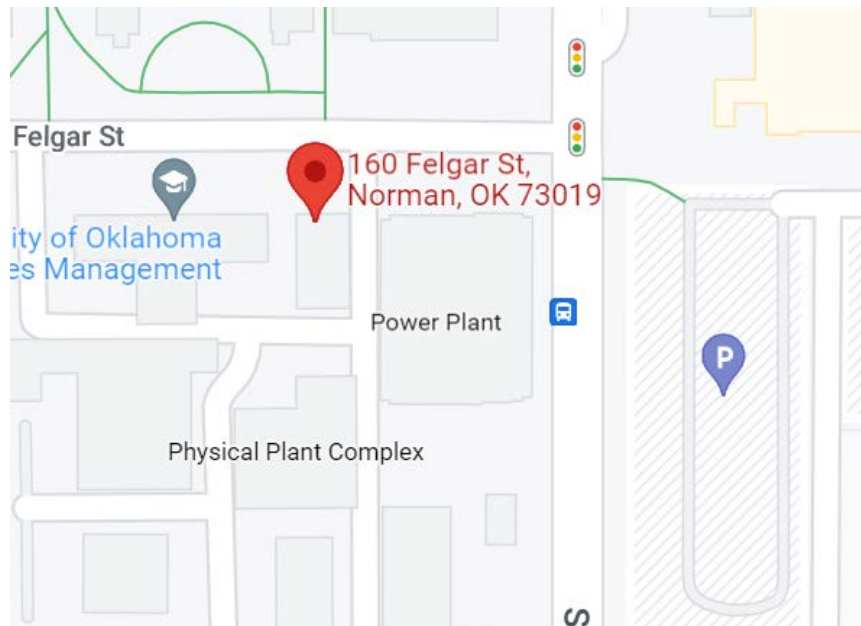 Felgar St
160 Felgar St,
Norman, OK 73019
ity of Oklahoma
es Management
Power Plant
P
Physical Plant Complex
S